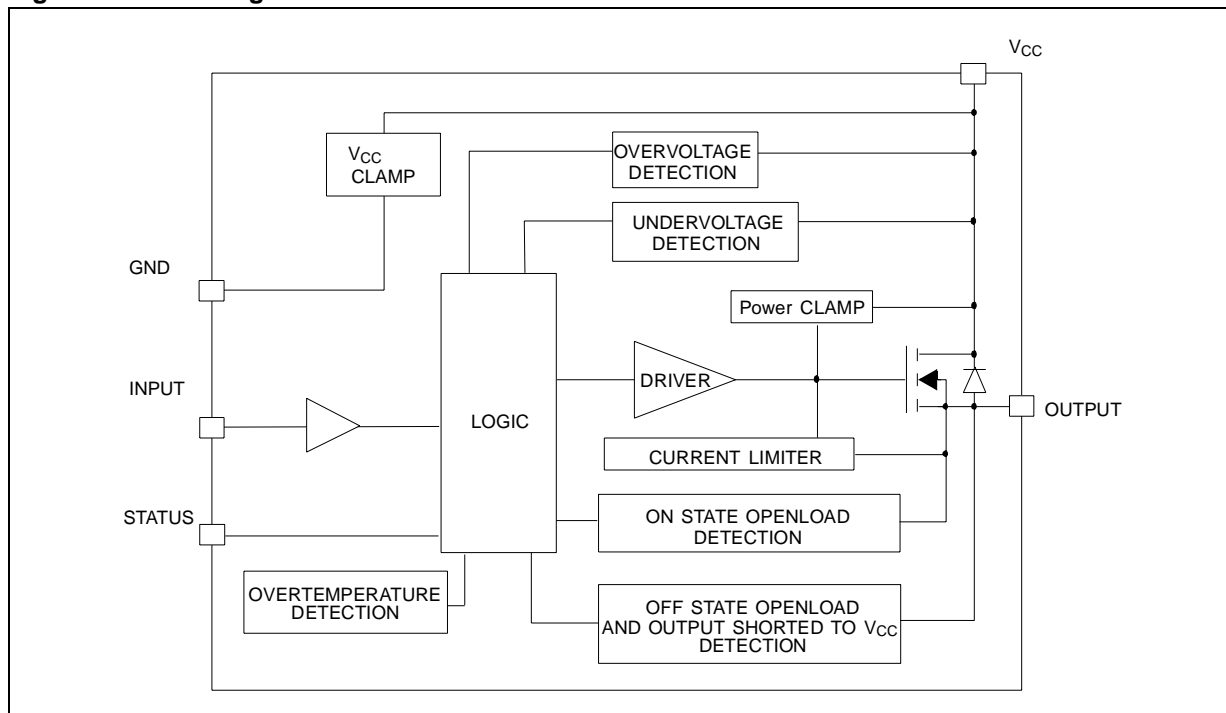 VCC
VCC
CLAMP
OVERVOLTAGE
DETECTION
UNDERVOLTAGE
DETECTION
GND
Power CLAMP
INPUT
DRIVER
LOGIC
OUTPUT
CURRENT LIMITER
STATUS
ON STATE OPENLOAD
DETECTION
OVERTEMPERATURE
DETECTION
OFF STATE OPENLOAD
AND OUTPUT SHORTED TO VCC
DETECTION